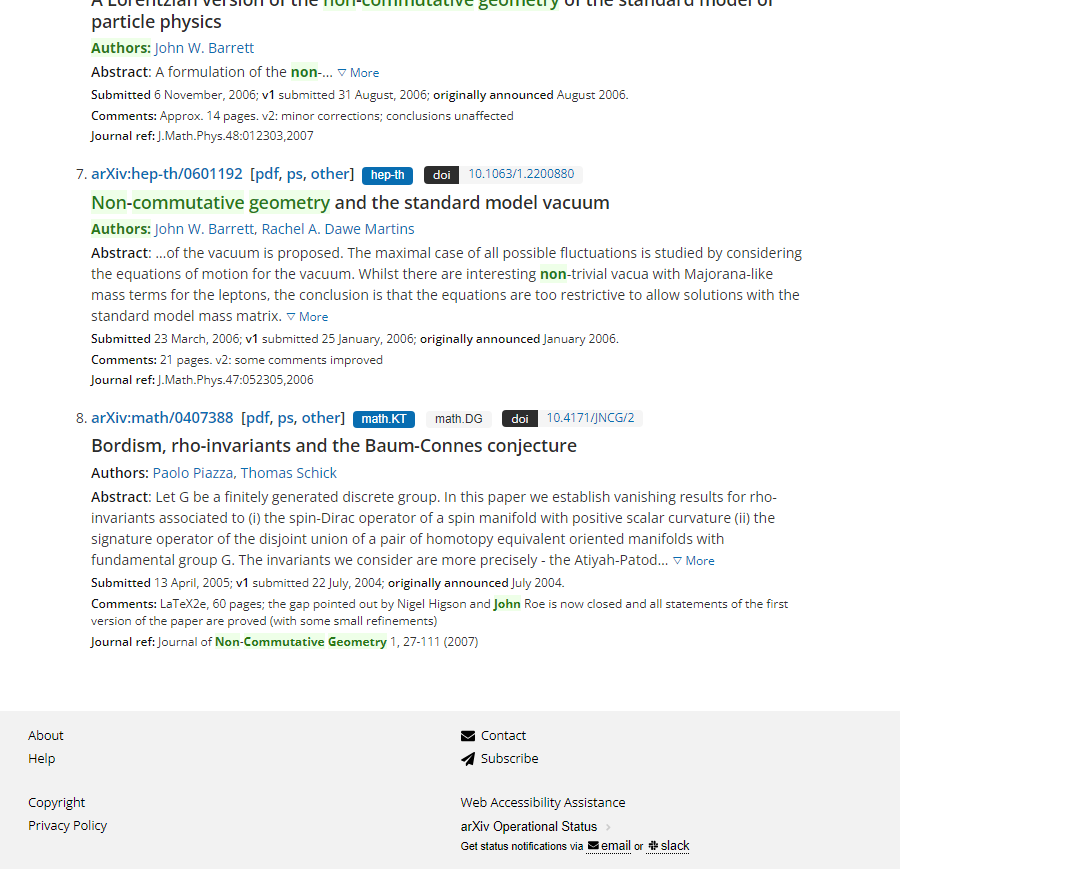 A Lorentzian version of the non-commutative geometry of the standard model of
particle physics
Authors: John W. Barrett
Abstract: A formulation of the non-... ▽ More
Submitted 6 November, 2006; v1 submitted 31 August, 2006; originally announced August 2006.
Comments: Approx. 14 pages. v2: minor corrections; conclusions unaffected
Journal ref: J.Math.Phys.48:012303,2007
7. arXiv:hep-th/0601192 [pdf, ps, other] hep-th doi 10.1063/1.2200880
Non-commutative geometry and the standard model vacuum
Authors: John W. Barrett, Rachel A. Dawe Martins
Abstract: ...of the vacuum is proposed. The maximal case of all possible fluctuations is studied by considering
the equations of motion for the vacuum. Whilst there are interesting non-trivial vacua with Majorana-like
mass terms for the leptons, the conclusion is that the equations are too restrictive to allow solutions with the
standard model mass matrix. ▽ More
Submitted 23 March, 2006; v1 submitted 25 January, 2006; originally announced January 2006.
Comments: 21 pages. v2: some comments improved
Journal ref: J.Math.Phys.47:052305,2006
8. arXiv:math/0407388 [pdf, ps, other] math.KT math.DG doi 10.4171/JNCG/2
Bordism, rho-invariants and the Baum-Connes conjecture
Authors: Paolo Piazza, Thomas Schick
Abstract: Let G be a finitely generated discrete group. In this paper we establish vanishing results for rho-
invariants associated to (i) the spin-Dirac operator of a spin manifold with positive scalar curvature (ii) the
signature operator of the disjoint union of a pair of homotopy equivalent oriented manifolds with
fundamental group G. The invariants we consider are more precisely - the Atiyah-Patod... ▽ More
Submitted 13 April, 2005; v1 submitted 22 July, 2004; originally announced July 2004.
Comments: LaTeX2e, 60 pages; the gap pointed out by Nigel Higson and John Roe is now closed and all statements of the first
version of the paper are proved (with some small refinements)
Journal ref: Journal of Non-Commutative Geometry 1, 27-111 (2007)
About
Help
Contact
Subscribe
Copyright
Privacy Policy
Web Accessibility Assistance
arXiv Operational Status
Get status notifications via email or slack